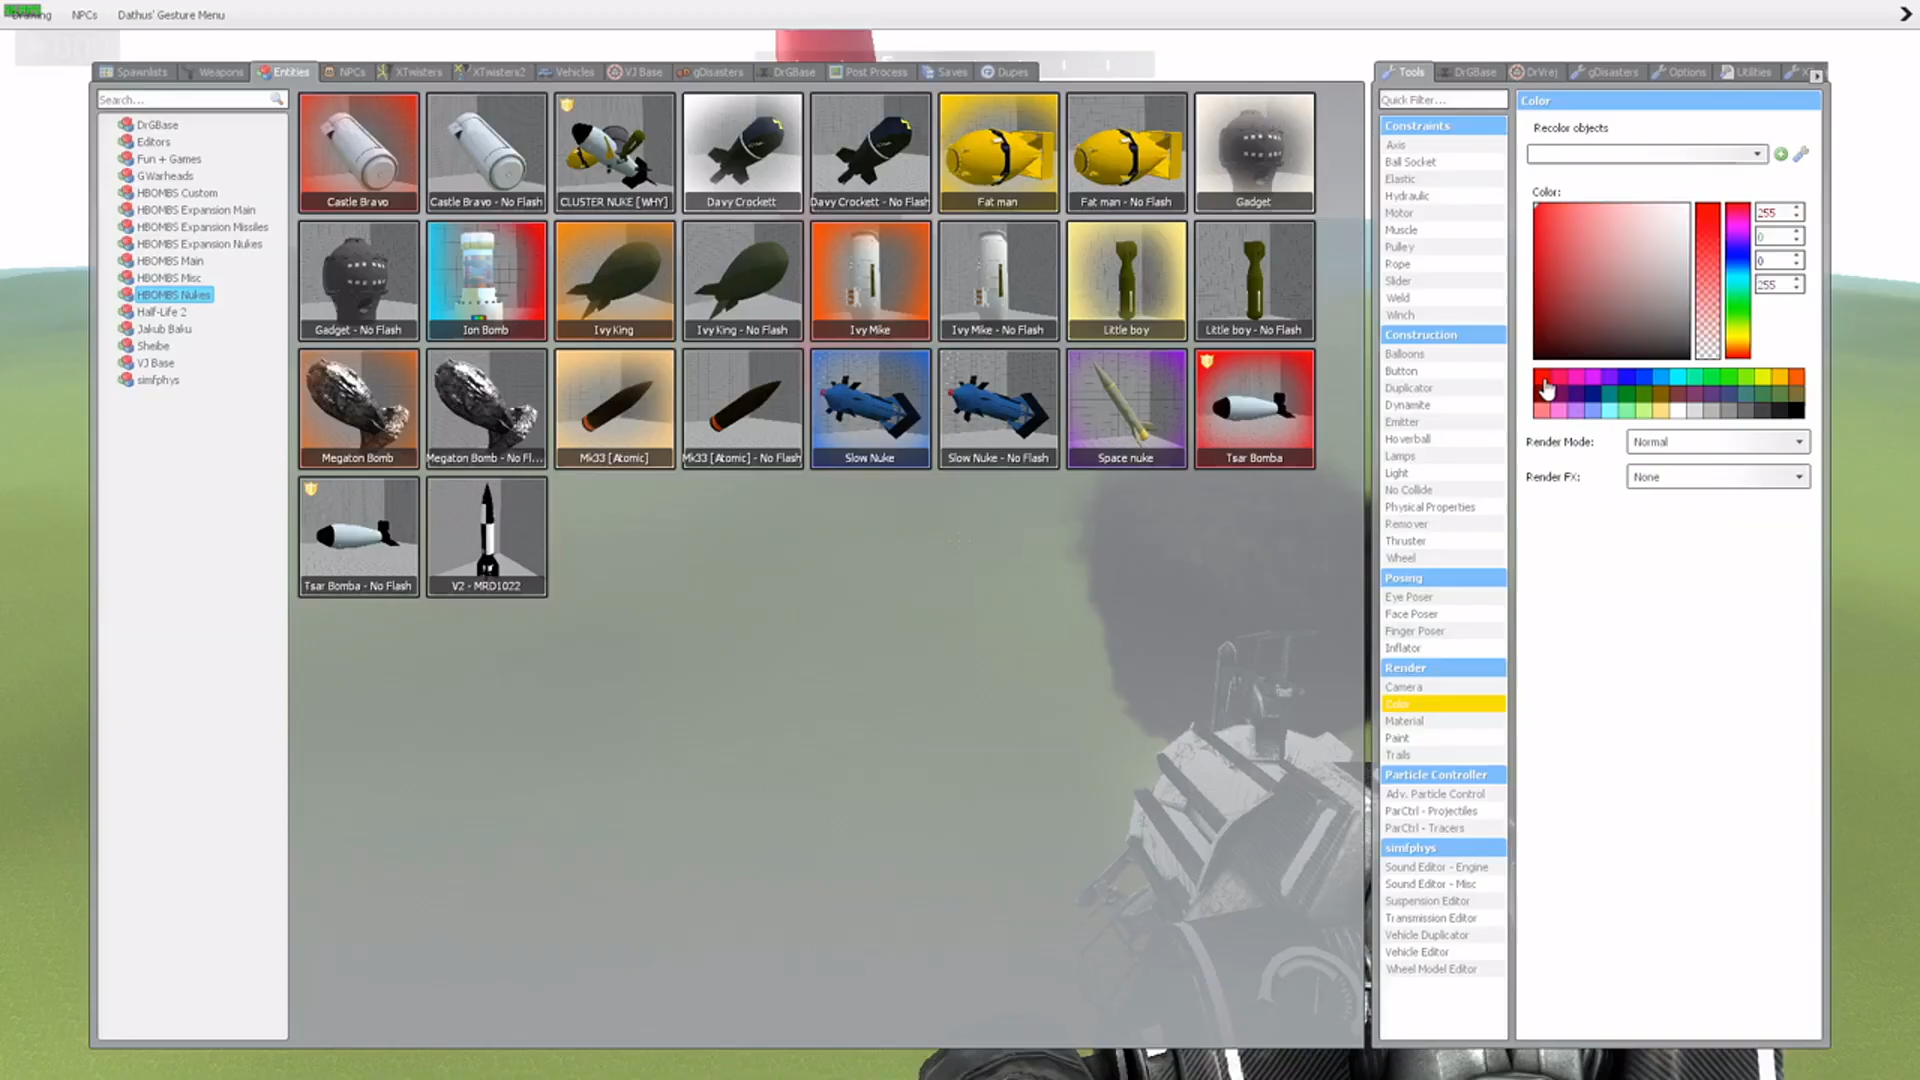 Drawing NPCs Dathus' Gesture Menu
Spawnlists Weapons Entities NPCs XTwisters XTwisters2 Vehicles VJ Base gDisasters DrGBase Post Process Saves Dupes
Tools DrGBase DrVrej gDisasters Options Utilities
Search...
DrGBase
Editors
Fun + Games
GWarheads
HBOMBS Custom
HBOMBS Expansion Main
HBOMBS Expansion Missiles
HBOMBS Expansion Nukes
HBOMBS Main
HBOMBS Misc
HBOMBS Nukes
Half-Life 2
Jakub Baku
Sheibe
VJ Base
simfphys
Castle Bravo
Castle Bravo - No Flash
CLUSTER NUKE [WHY]
Davy Crockett
Davy Crockett - No Flash
Fat man
Fat man - No Flash
Gadget
Gadget - No Flash
Ion Bomb
Ivy King
Ivy King - No Flash
Ivy Mike
Ivy Mike - No Flash
Little boy
Little boy - No Flash
Megaton Bomb
Megaton Bomb - No Fl...
Mk33 [Atomic]
Mk33 [Atomic] - No Flash
Slow Nuke
Slow Nuke - No Flash
Space nuke
Tsar Bomba
Tsar Bomba - No Flash
V2 - MRD1022
Quick Filter...
Constraints
Axis
Ball Socket
Elastic
Hydraulic
Motor
Muscle
Pulley
Rope
Slider
Weld
Winch
Construction
Balloons
Button
Duplicator
Dynamite
Emitter
Hoverball
Lamps
Light
No Collide
Physical Properties
Remover
Thruster
Wheel
Posing
Eye Poser
Face Poser
Finger Poser
Inflator
Render
Camera
Color
Material
Paint
Trails
Particle Controller
Adv. Particle Control
ParCtrl - Projectiles
ParCtrl - Tracers
simfphys
Sound Editor - Engine
Sound Editor - Misc
Suspension Editor
Transmission Editor
Vehicle Duplicator
Vehicle Editor
Wheel Model Editor
Color
Recolor objects
Color:
255
0
0
255
Render Mode: Normal
Render FX: None